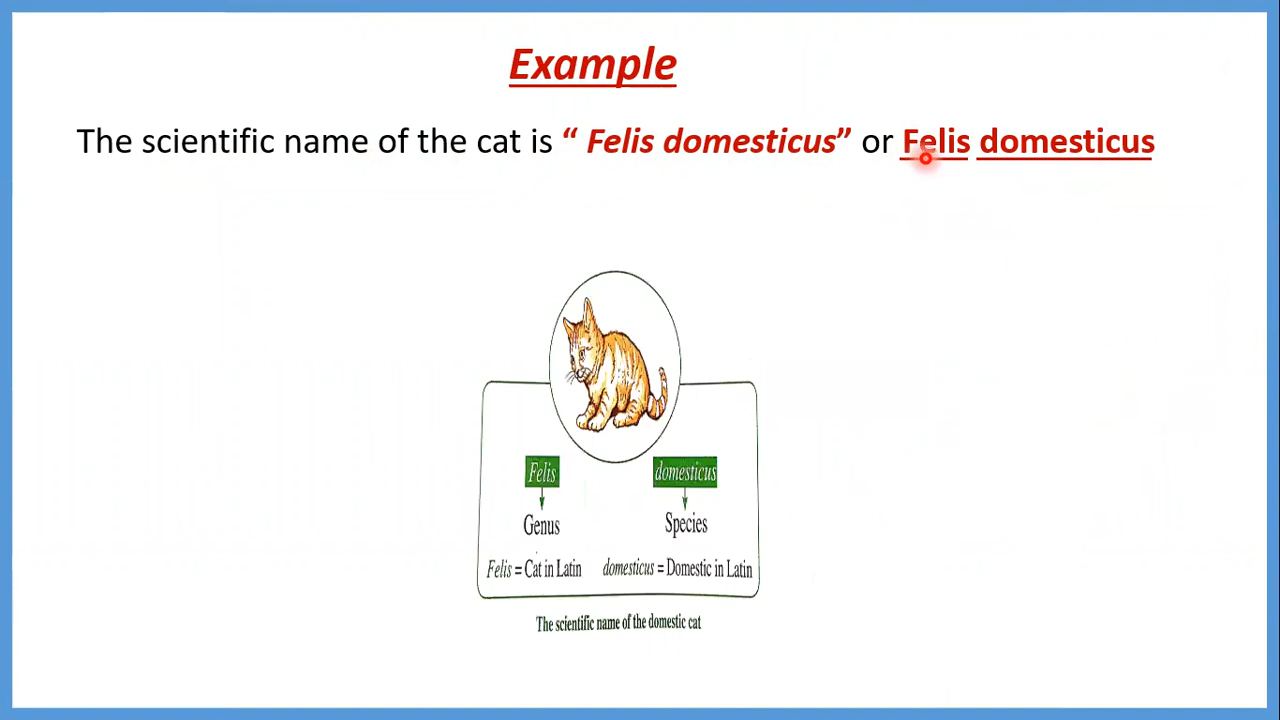 Example
The scientific name of the cat is “ Felis domesticus” or Felis domesticus
Felis domesticus
Genus Species
Felis = Cat in Latin domesticus = Domestic in Latin
The scientific name of the domestic cat